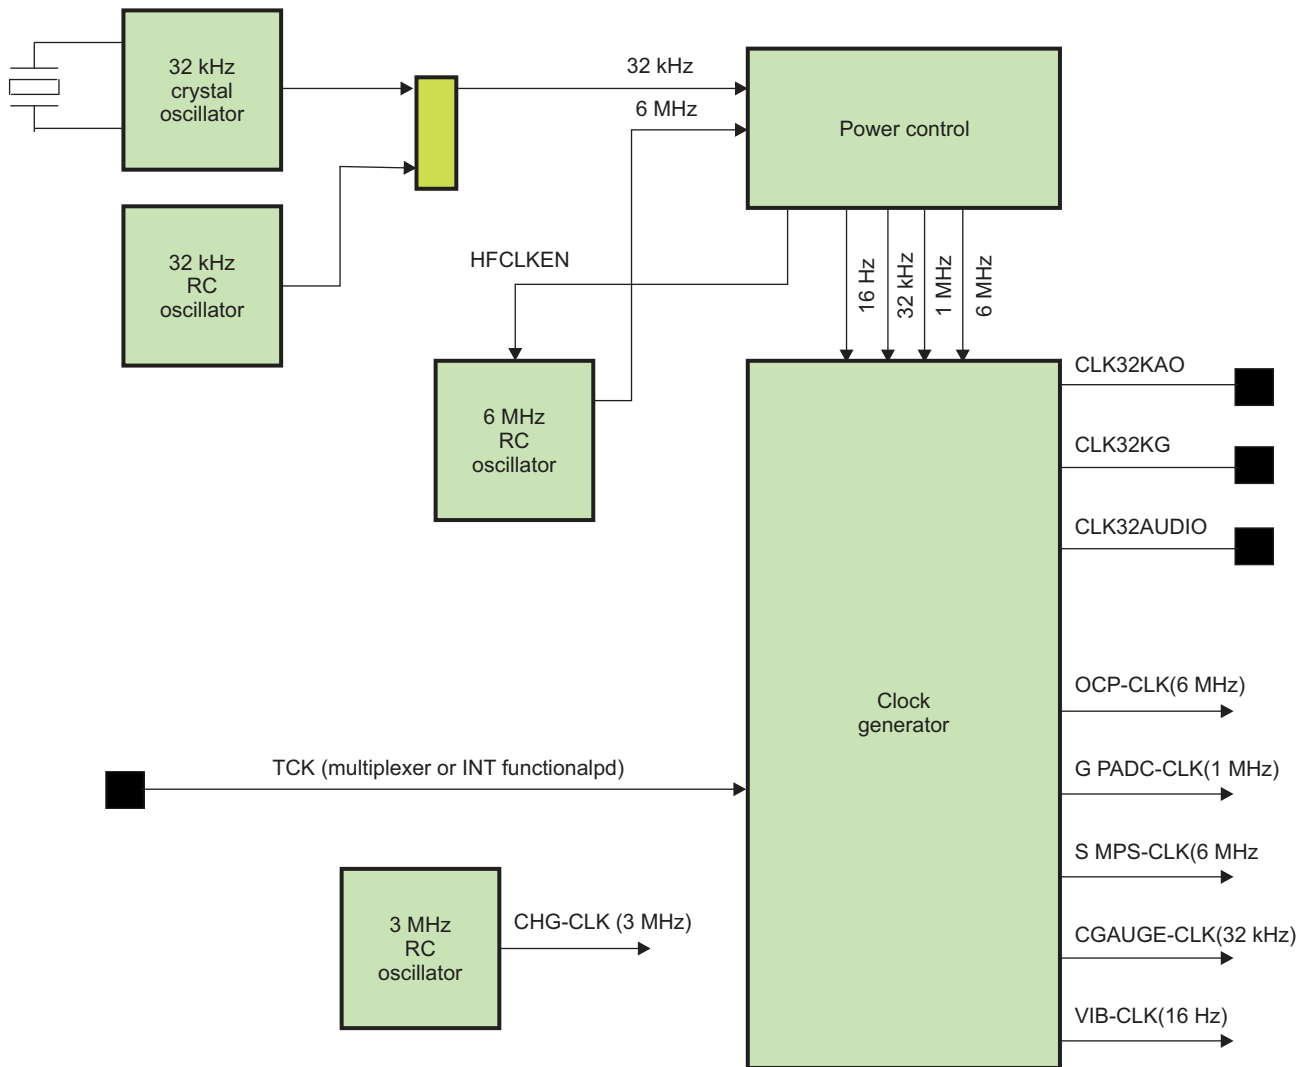 32 kHz
crystal
oscillator
32 kHz
6 MHz
Power control
32 kHz
RC
oscillator
HFCLKEN
16 Hz
32 kHz
1 MHz
6 MHz
6 MHz
RC
oscillator
CLK32KAO
CLK32KG
CLK32AUDIO
Clock
generator
OCP-CLK(6 MHz)
TCK (multiplexer or INT functionalpd)
G PADC-CLK(1 MHz)
S MPS-CLK(6 MHz
3 MHz
RC
oscillator
CHG-CLK (3 MHz)
CGAUGE-CLK(32 kHz)
VIB-CLK(16 Hz)